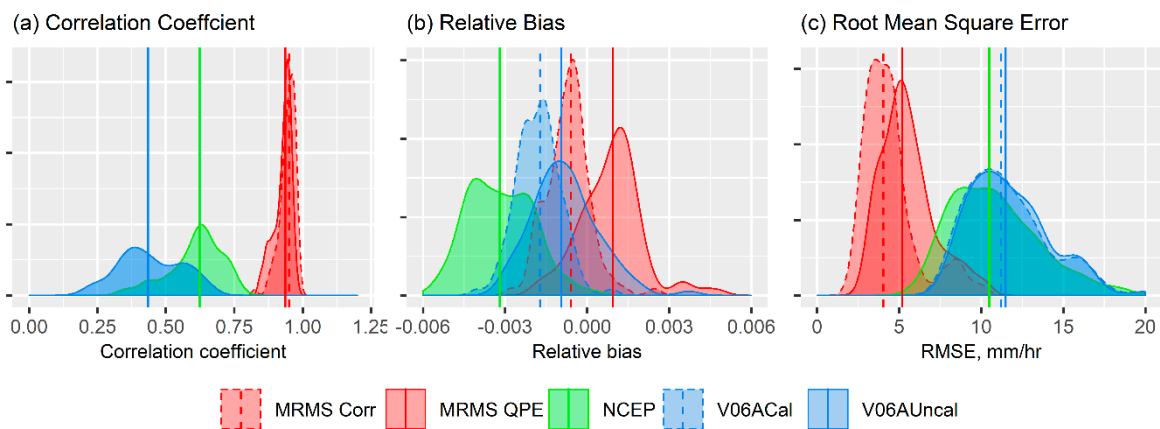 (a) Correlation Coeffcient
(b) Relative Bias
(c) Root Mean Square Error
0.00 0.25 0.50 0.75 1.00 1.25
-0.006 -0.003 0.000 0.003 0.006
0 5 10 15 20
Correlation coefficient
Relative bias
RMSE, mm/hr
MRMS Corr MRMS QPE NCEP V06ACal V06AUncal